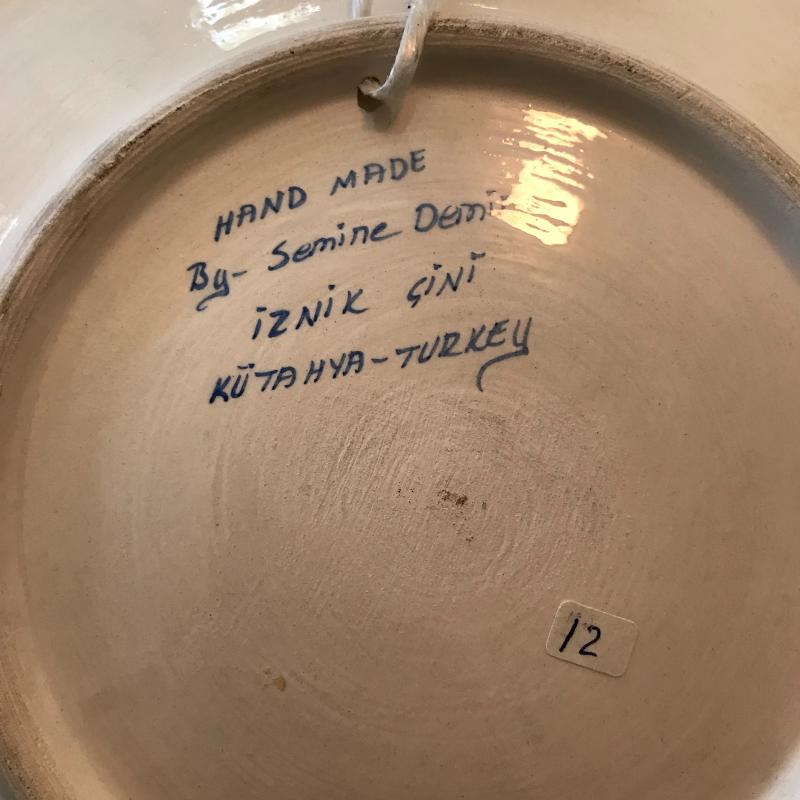 HAND MADE
By- Semine
İZNİK ÇİNİ
KÜTAHYA-TURKEY
12